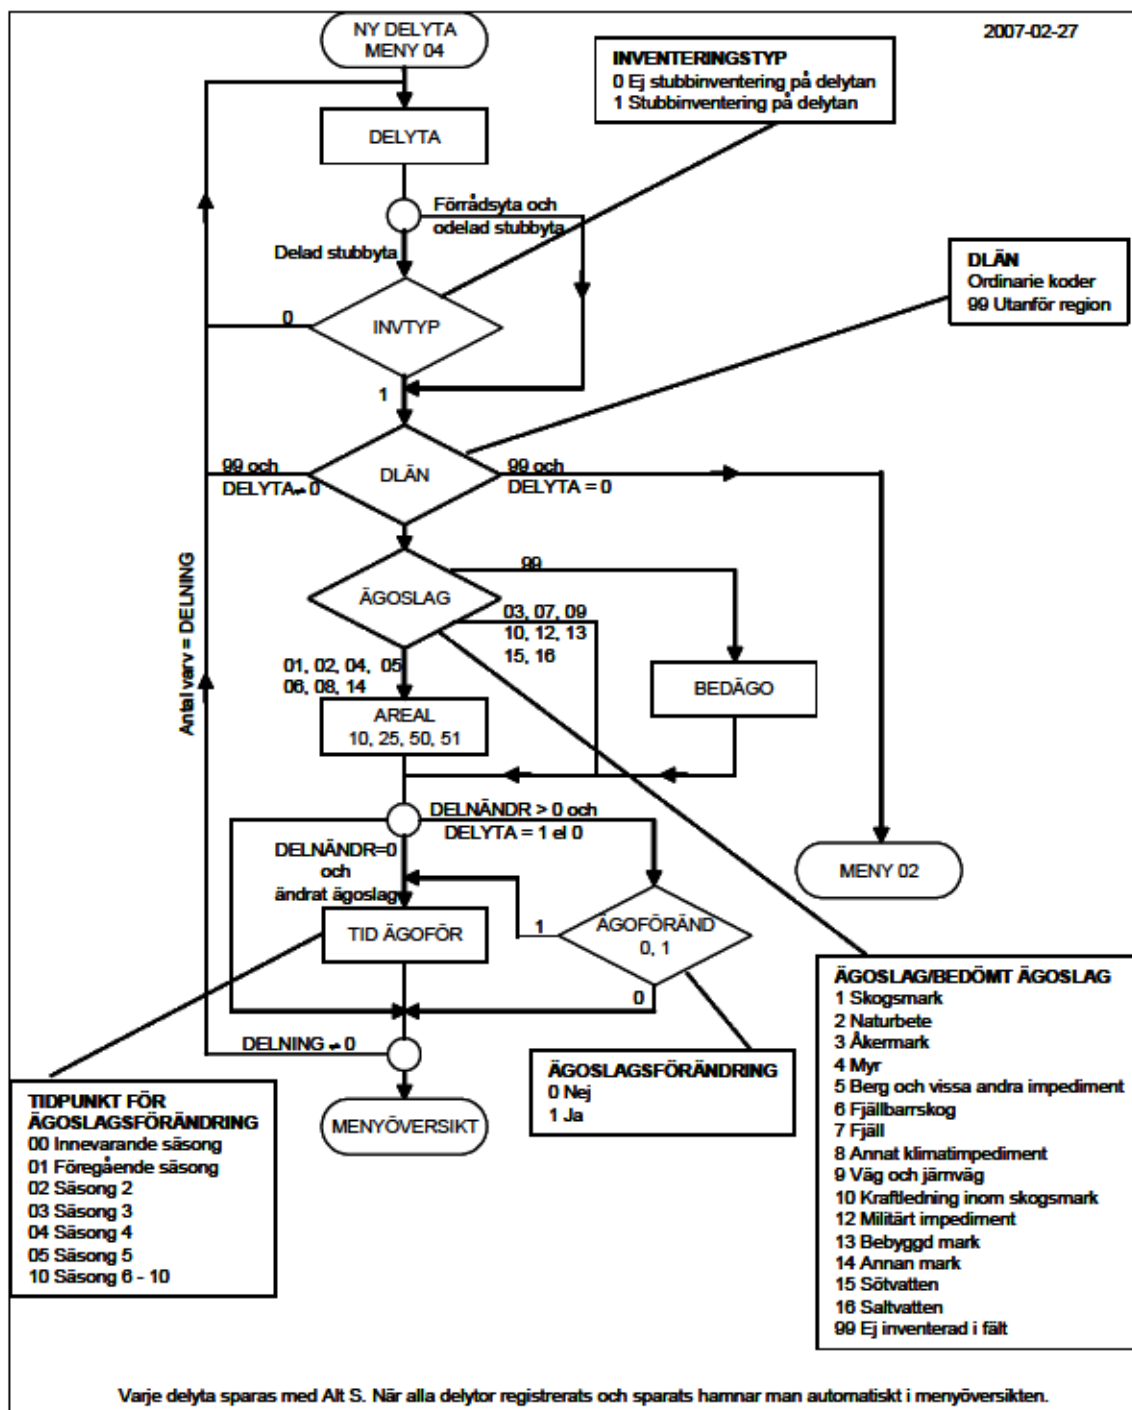 NY DELYTA
MENY 04
2007-02-27
INVENTERINGSTYP
0 Ej stubbinventering på delytan
1 Stubbinventering på delytan
DELYTA
Förrådsyta och
odelad stubbyta
Delad stubbyta
INVTYP
0
1
DLÄN
Ordinarie koder
99 Utanför region
DLÄN
99 och
DELYTA≠ 0
99 och
DELYTA = 0
ÄGOSLAG
99
03, 07, 09
10, 12, 13
15, 16
01, 02, 04, 05
06, 08, 14
BEDÄGO
AREAL
10, 25, 50, 51
Antal varv = DELNING
DELNÄNDR > 0 och
DELYTA = 1 el 0
DELNÄNDR=0
och
ändrat ägoslag
MENY 02
TID ÄGOFÖR
1
ÄGOFÖRÄND
0, 1
0
DELNING ≠ 0
MENYÖVERSIKT
TIDPUNKT FÖR
ÄGOSLAGSFÖRÄNDRING
00 Innevarande säsong
01 Föregående säsong
02 Säsong 2
03 Säsong 3
04 Säsong 4
05 Säsong 5
10 Säsong 6 - 10
ÄGOSLAGSFÖRÄNDRING
0 Nej
1 Ja
ÄGOSLAG/BEDÖMT ÄGOSLAG
1 Skogsmark
2 Naturbete
3 Åkermark
4 Myr
5 Berg och vissa andra impediment
6 Fjällbarrskog
7 Fjäll
8 Annat klimatimpediment
9 Väg och järnväg
10 Kraftledning inom skogsmark
12 Militärt impediment
13 Bebyggd mark
14 Annan mark
15 Sötvatten
16 Saltvatten
99 Ej inventerad i fält
Varje delyta sparas med Alt S. När alla delytor registrerats och sparats hamnar man automatiskt i menyöversikten.